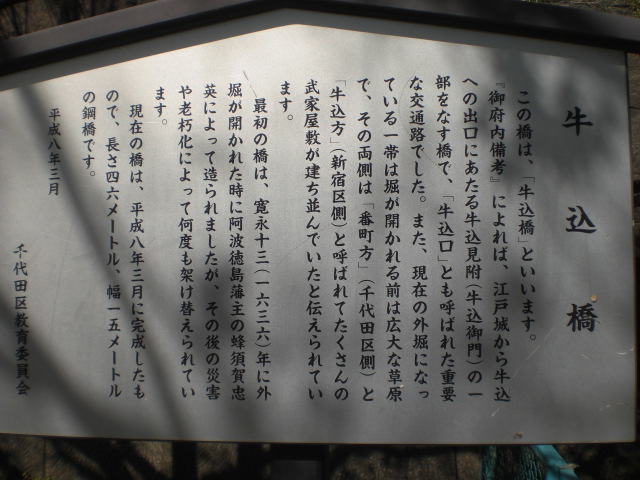 牛込橋
この橋は、「牛込橋」といいます。
『御府内備考』によれば、江戸城から牛込
への出口にあたる牛込見附(牛込御門)の一
部をなす橋で、「牛込口」とも呼ばれた重要
な交通路でした。また、現在の外堀になっ
ている一帯は堀が開かれる前は広大な草原
で、その両側は「番町方」(千代田区側)と
「牛込方」(新宿区側)と呼ばれてたくさんの
武家屋敷が建ち並んでいたと伝えられてい
ます。
最初の橋は、寛永十三(一六三六)年に外
堀が開かれた時に阿波徳島藩主の蜂須賀忠
英によって造られましたが、その後の災害
や老朽化によって何度も架け替えられてい
ます。
現在の橋は、平成八年三月に完成したも
ので、長さ四六メートル、幅一五メートル
の鋼橋です。
平成八年三月
千代田区教育委員会